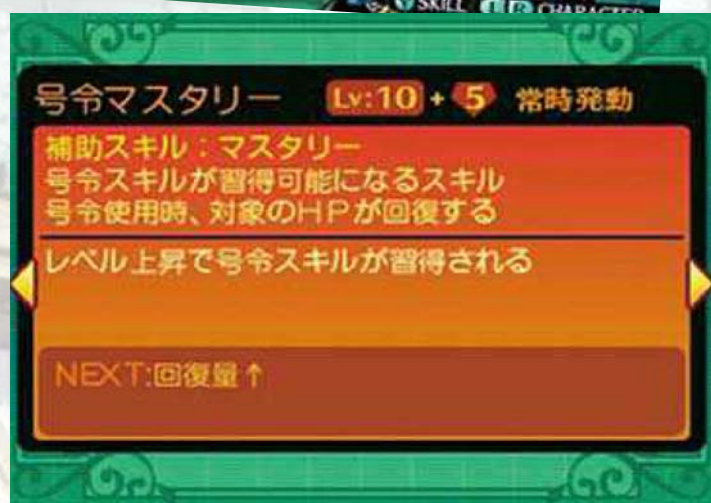 SKILL L R CHARACTER
号令マスタリー Lv:10+5 常時発動
補助スキル:マスタリー
号令スキルが習得可能になるスキル
号令使用時、対象のHPが回復する
レベル上昇で号令スキルが習得される
NEXT:回復量↑